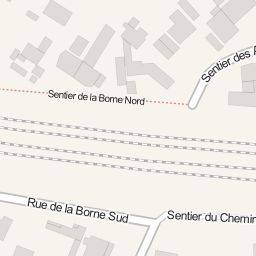 Sentier des A
Sentier de la Borne Nord
Rue de la Borne Sud
Sentier du Chemin